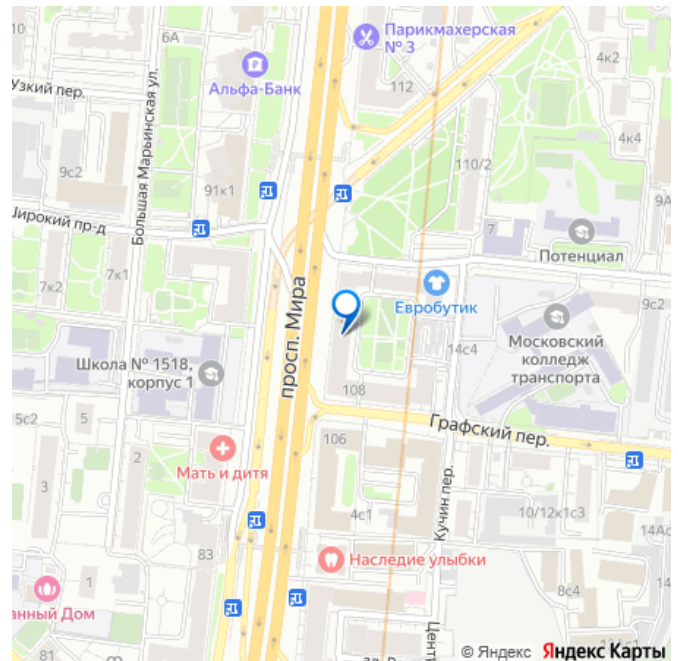 Парикмахерская
№ 3
6А
Узкий пер.
Альфа-Банк
112
4к2
Большая Марьинская ул.
9с2
91к1
110/2
4к4
9А
Широкий пр-д
7
Потенциал
7к2
7к1
просп. Мира
Евробутик
9с2
Школа № 1518,
корпус 1
14с4
Московский
колледж
транспорта
108
5с2
5
2
106
Графский пер.
Мать и дитя
3
Кучин пер.
4с1
10/12к1с3
83
14Ас
Наследие улыбки
1
8с4
анный Дом
81
Центр
© Яндекс Яндекс Карты